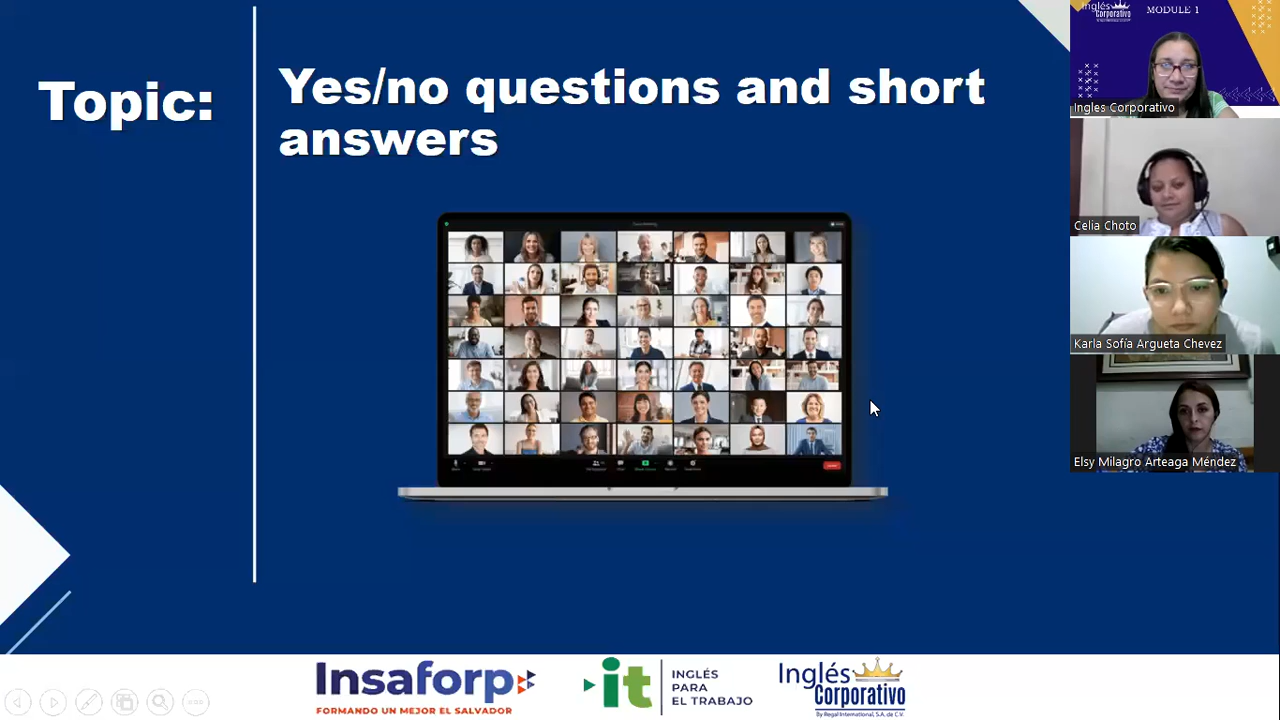 Topic:
Yes/no questions and short
answers
Inglés
Corporativo
MODULE 1
Ingles Corporativo
Celia Choto
Karla Sofía Argueta Chevez
Elsy Milagro Arteaga Méndez
Insaforp
FORMANDO UN MEJOR EL SALVADOR
it
INGLÉS
PARA
EL TRABAJO
Inglés
Corporativo
By Regal International, S.A. de C.V.